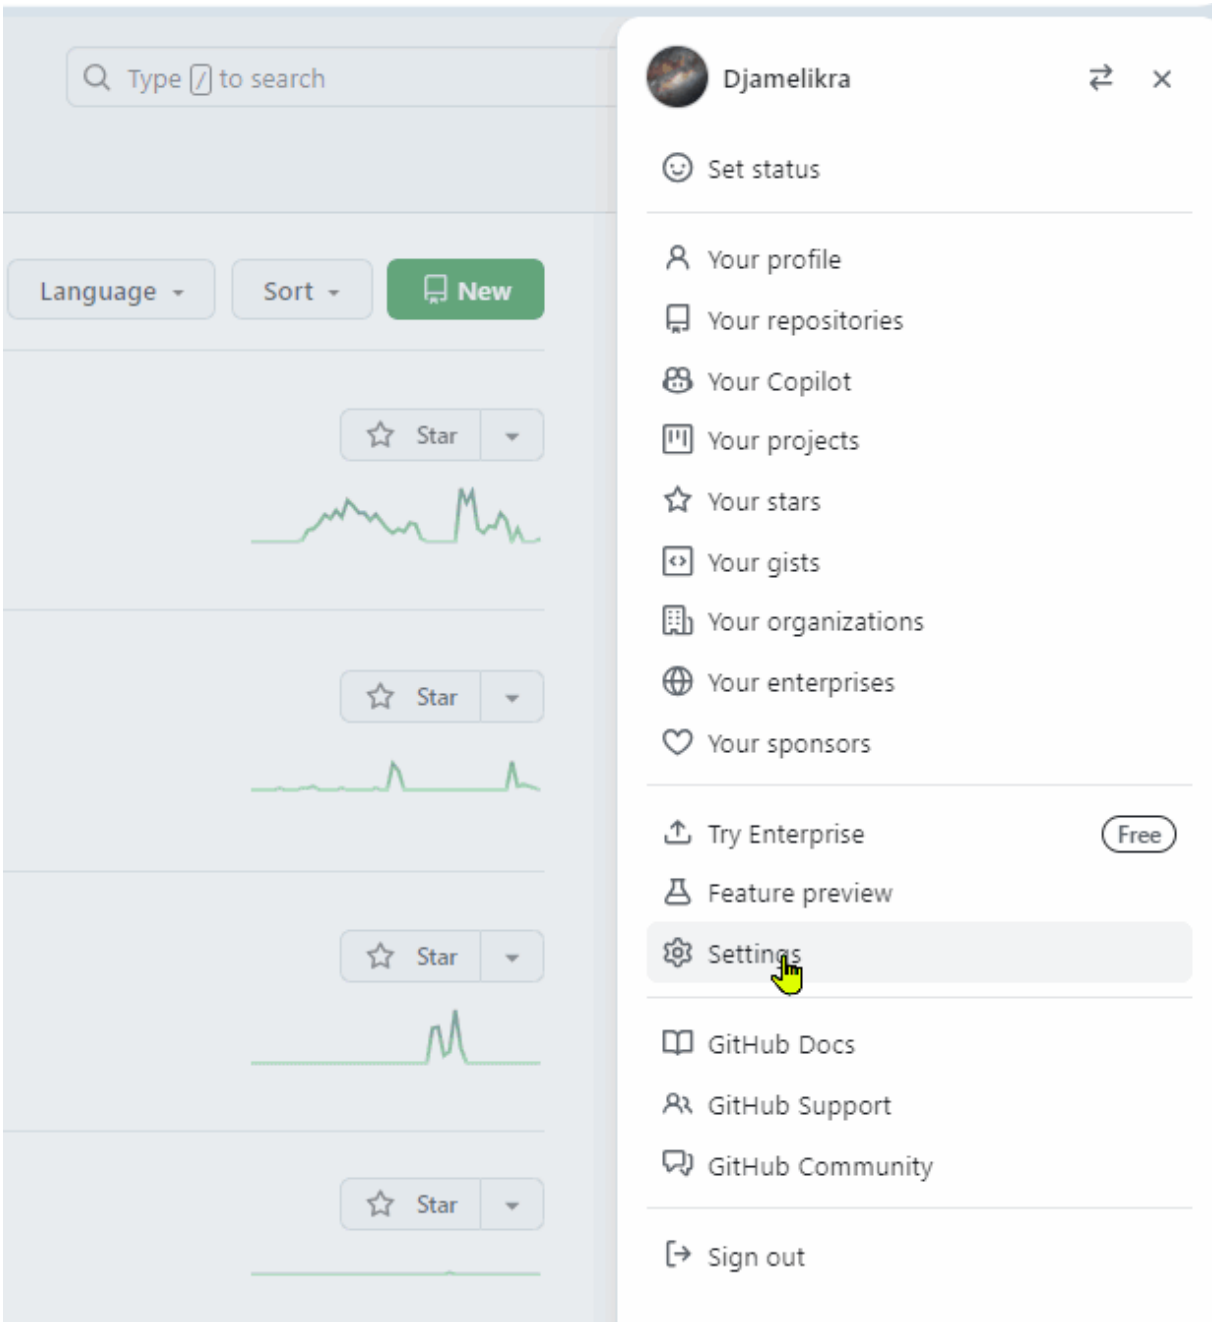 Type / to search
Language
Sort
New
Star
Star
Star
Star
Djamelikra
Set status
Your profile
Your repositories
Your Copilot
Your projects
Your stars
Your gists
Your organizations
Your enterprises
Your sponsors
Try Enterprise Free
Feature preview
Settings
GitHub Docs
GitHub Support
GitHub Community
Sign out